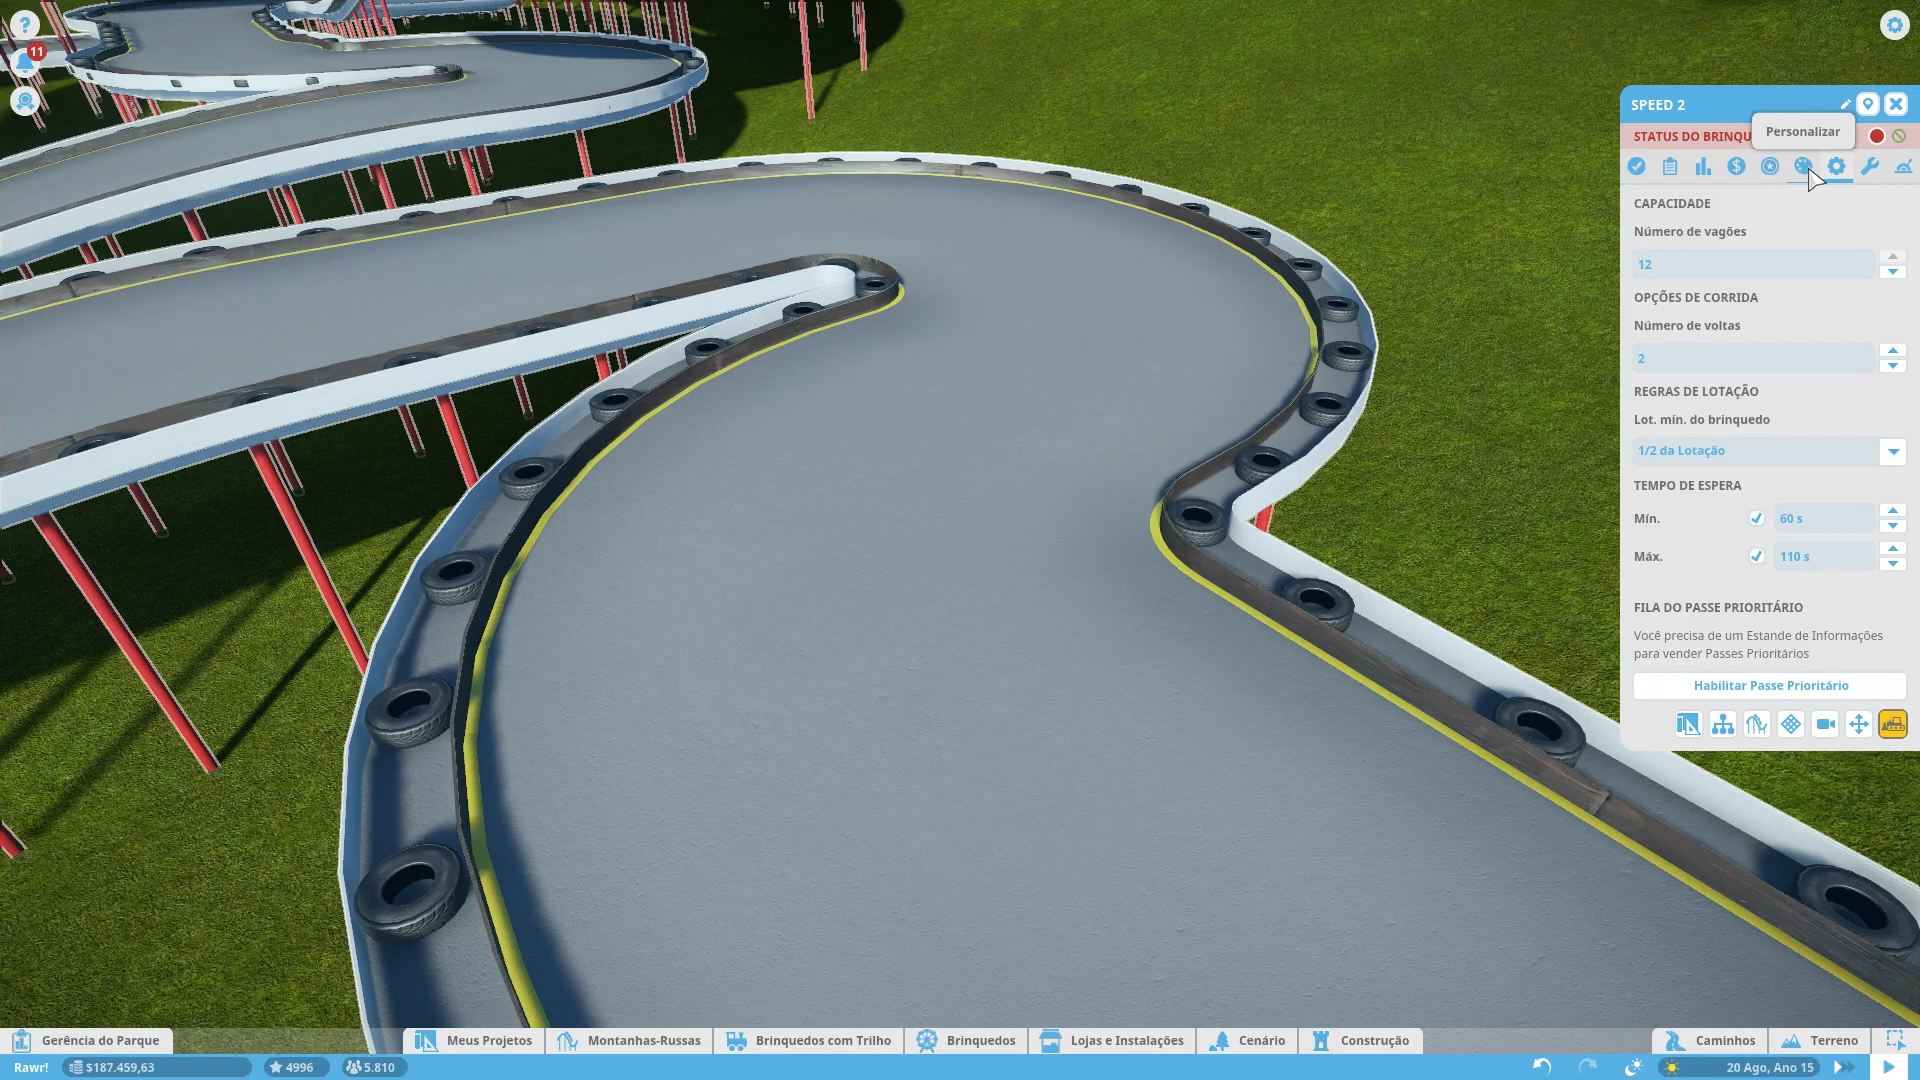 ?
11
SPEED 2
STATUS DO BRINQU
Personalizar
CAPACIDADE
Número de vagões
12
OPÇÕES DE CORRIDA
Número de voltas
2
REGRAS DE LOTAÇÃO
Lot. mín. do brinquedo
1/2 da Lotação
TEMPO DE ESPERA
Mín. 60 s
Máx. 110 s
FILA DO PASSE PRIORITÁRIO
Você precisa de um Estande de Informações
para vender Passes Prioritários
Habilitar Passe Prioritário
Gerência do Parque Meus Projetos Montanhas-Russas Brinquedos com Trilho Brinquedos Lojas e Instalações Cenário Construção Caminhos Terreno
Rawr! $187.459,63 4996 5.810 20 Ago, Ano 15